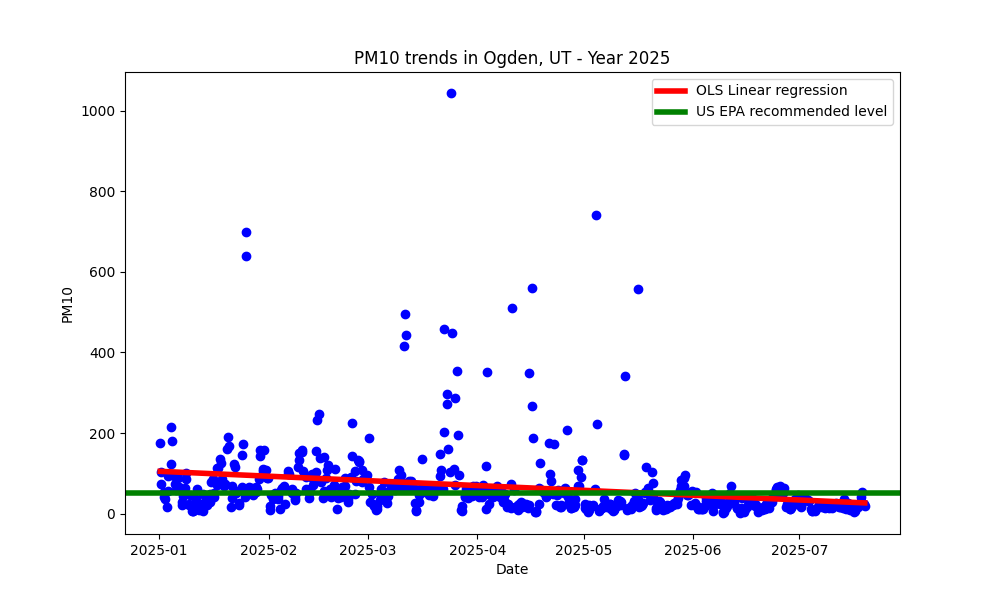 PM10 trends in Ogden, UT - Year 2025
OLS Linear regression
US EPA recommended level
1000
800
600
400
200
0
PM10
2025-01
2025-02
2025-03
2025-04
2025-05
2025-06
2025-07
Date